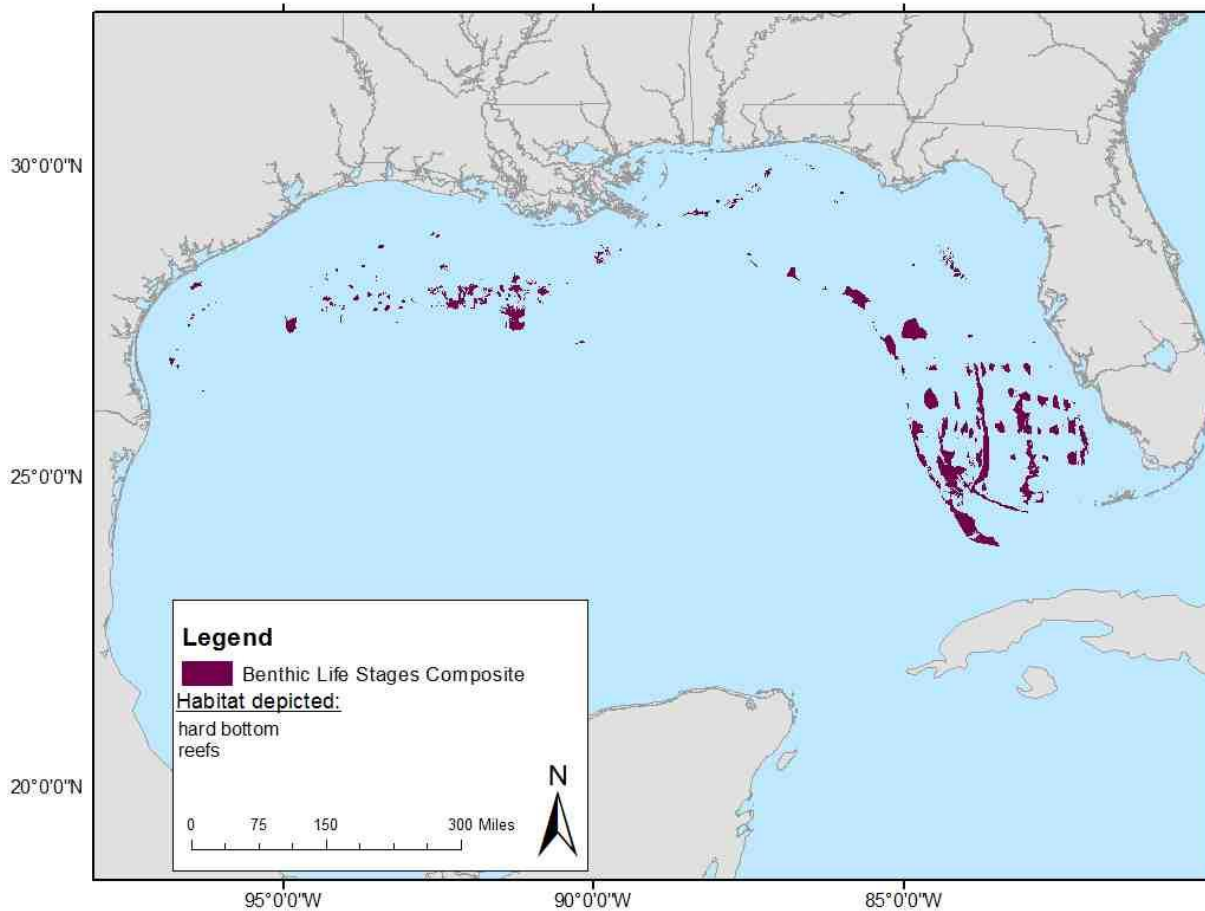 30°0'0"N
25°0'0"N
20°0'0"N
Legend
Benthic Life Stages Composite
Habitat depicted:
hard bottom
reefs
N
0 75 150 300 Miles
95°0'0"W 90°0'0"W 85°0'0"W